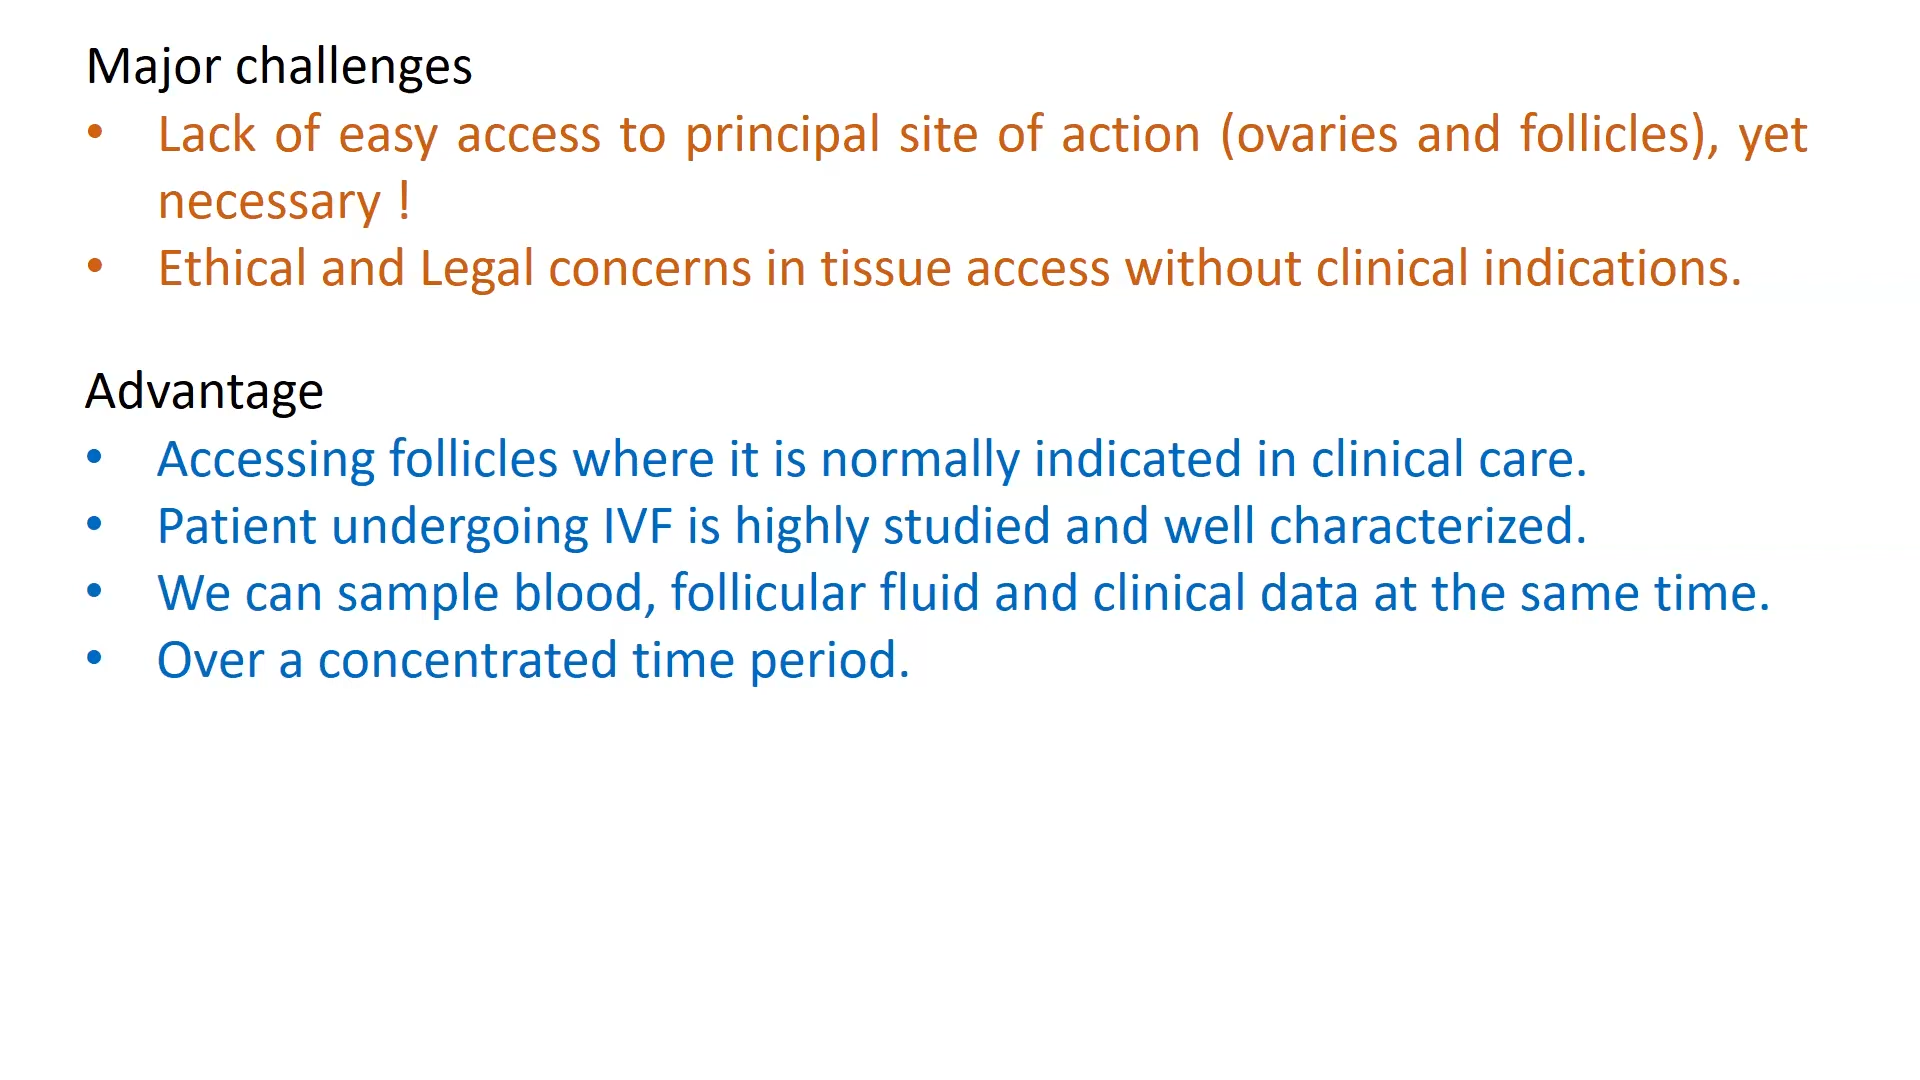 Major challenges
• Lack of easy access to principal site of action (ovaries and follicles), yet
necessary !
• Ethical and Legal concerns in tissue access without clinical indications.
Advantage
• Accessing follicles where it is normally indicated in clinical care.
• Patient undergoing IVF is highly studied and well characterized.
• We can sample blood, follicular fluid and clinical data at the same time.
• Over a concentrated time period.